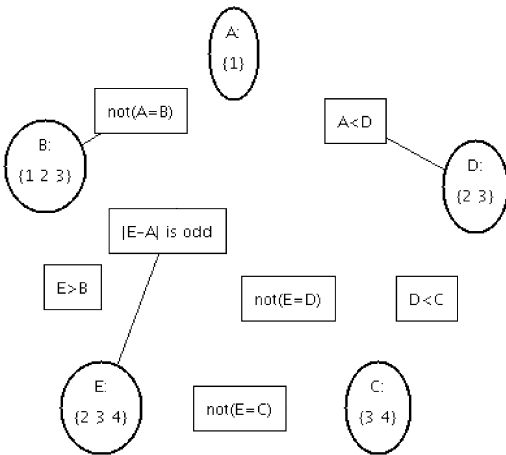 A:
{1}
not(A=B)
A<D
B:
{1 2 3}
D:
{2 3}
|E-A| is odd
E>B
not(E=D)
D<C
E:
{2 3 4}
not(E=C)
C:
{3 4}